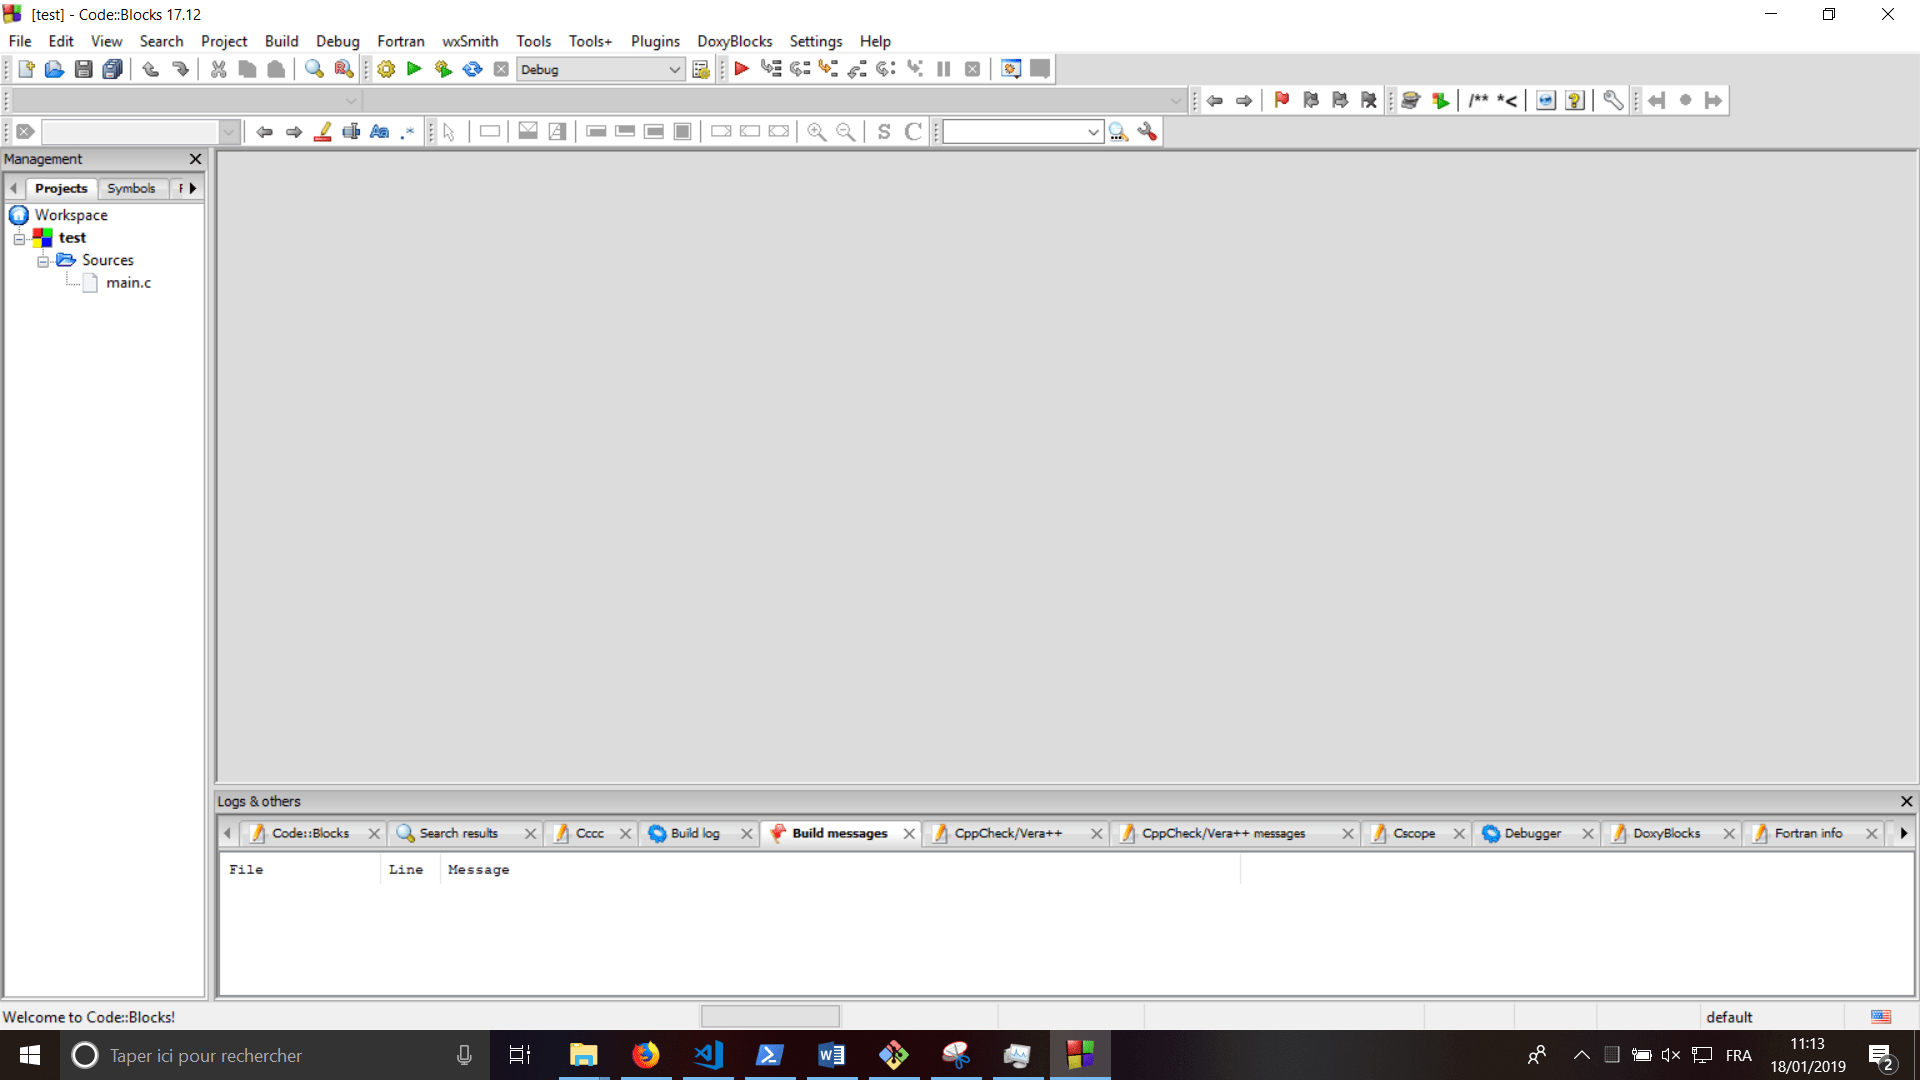 [test] - Code::Blocks 17.12
File Edit View Search Project Build Debug Fortran wxSmith Tools Tools+ Plugins DoxyBlocks Settings Help
Debug
/** *<
Aa .*
S C
Management
Projects Symbols
Workspace
test
Sources
main.c
Logs & others
Code::Blocks Search results Cccc Build log Build messages CppCheck/Vera++ CppCheck/Vera++ messages Cscope Debugger DoxyBlocks Fortran info
File Line Message
Welcome to Code::Blocks! default
Taper ici pour rechercher
FRA
11:13
18/01/2019
2